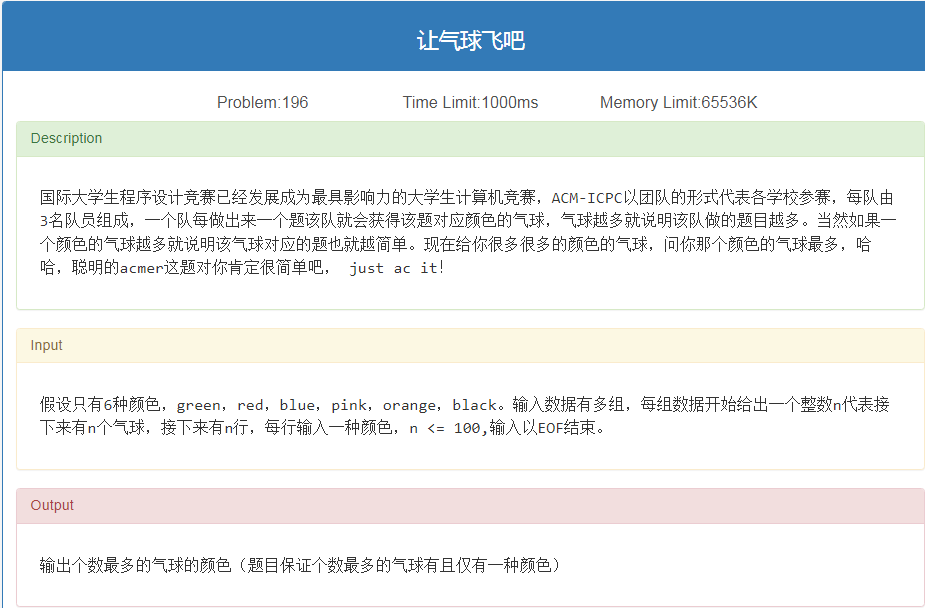 让气球飞吧
Problem:196 Time Limit:1000ms Memory Limit:65536K
Description
国际大学生程序设计竞赛已经发展成为最具影响力的大学生计算机竞赛，ACM-ICPC以团队的形式代表各学校参赛，每队由
3名队员组成，一个队每做出来一个题该队就会获得该题对应颜色的气球，气球越多就说明该队做的题目越多。当然如果一
个颜色的气球越多就说明该气球对应的题也就越简单。现在给你很多很多的颜色的气球，问你那个颜色的气球最多，哈
哈，聪明的acmer这题对你肯定很简单吧， just ac it!
Input
假设只有6种颜色，green，red，blue，pink，orange，black。输入数据有多组，每组数据开始给出一个整数n代表接
下来有n个气球，接下来有n行，每行输入一种颜色，n <= 100,输入以EOF结束。
Output
输出个数最多的气球的颜色（题目保证个数最多的气球有且仅有一种颜色）